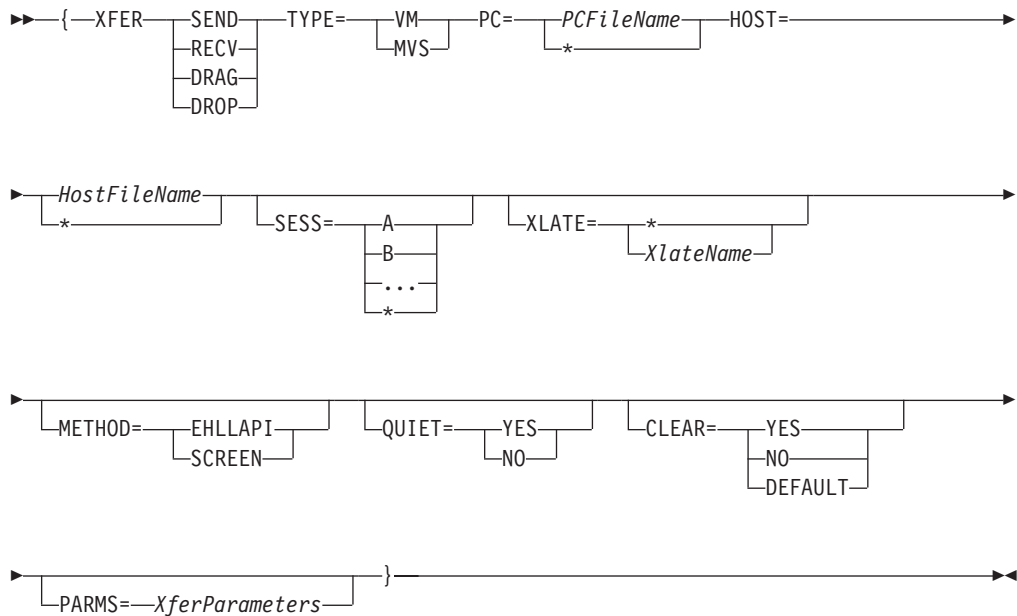 { XFER SEND TYPE= VM PC= PCFileName HOST=
RECV MVS *
DRAG
DROP
HostFileName
* SESS= A XLATE= *
B XlateName
...
*
METHOD= EHLLAPI QUIET= YES CLEAR= YES
SCREEN NO NO
DEFAULT
}
PARMS= XferParameters